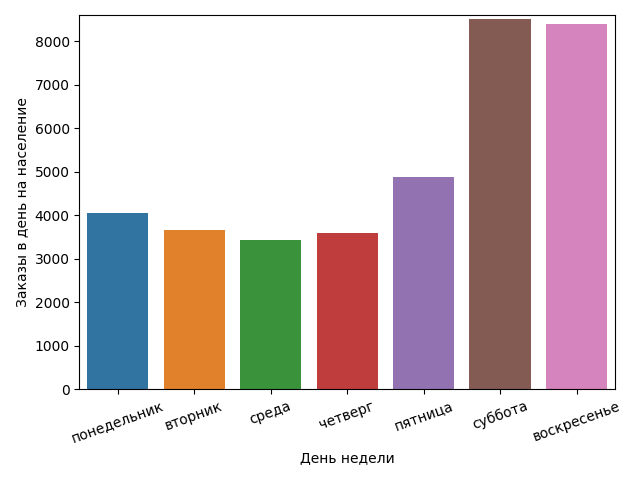 Заказы в день на население
8000
7000
6000
5000
4000
3000
2000
1000
0
понедельник
вторник
среда
четверг
пятница
суббота
воскресенье
День недели